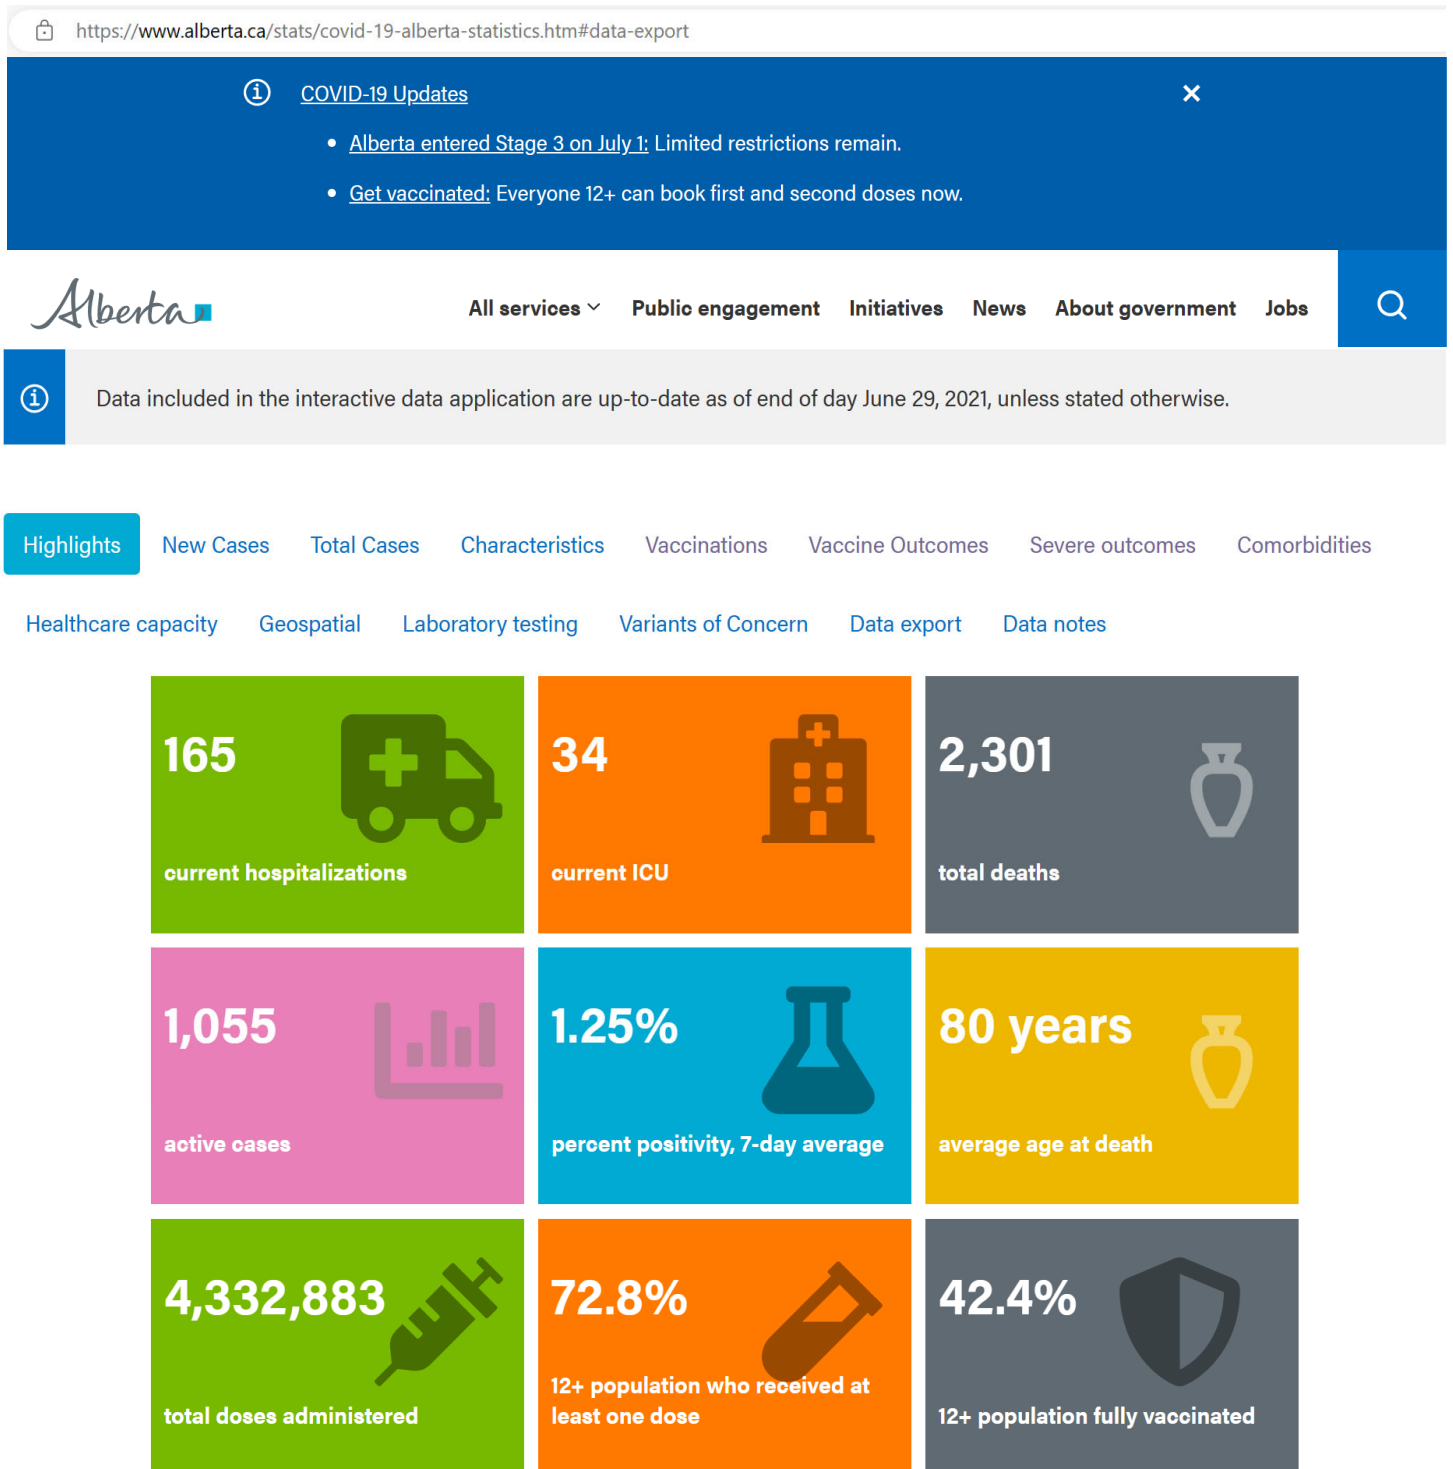 https://www.alberta.ca/stats/covid-19-alberta-statistics.htm#data-export
COVID-19 Updates
• Alberta entered Stage 3 on July 1: Limited restrictions remain.
• Get vaccinated: Everyone 12+ can book first and second doses now.
Alberta
All services Public engagement Initiatives News About government Jobs
Data included in the interactive data application are up-to-date as of end of day June 29, 2021, unless stated otherwise.
Highlights New Cases Total Cases Characteristics Vaccinations Vaccine Outcomes Severe outcomes Comorbidities
Healthcare capacity Geospatial Laboratory testing Variants of Concern Data export Data notes
165
current hospitalizations
34
current ICU
2,301
total deaths
1,055
active cases
1.25%
percent positivity, 7-day average
80 years
average age at death
4,332,883
total doses administered
72.8%
12+ population who received at
least one dose
42.4%
12+ population fully vaccinated